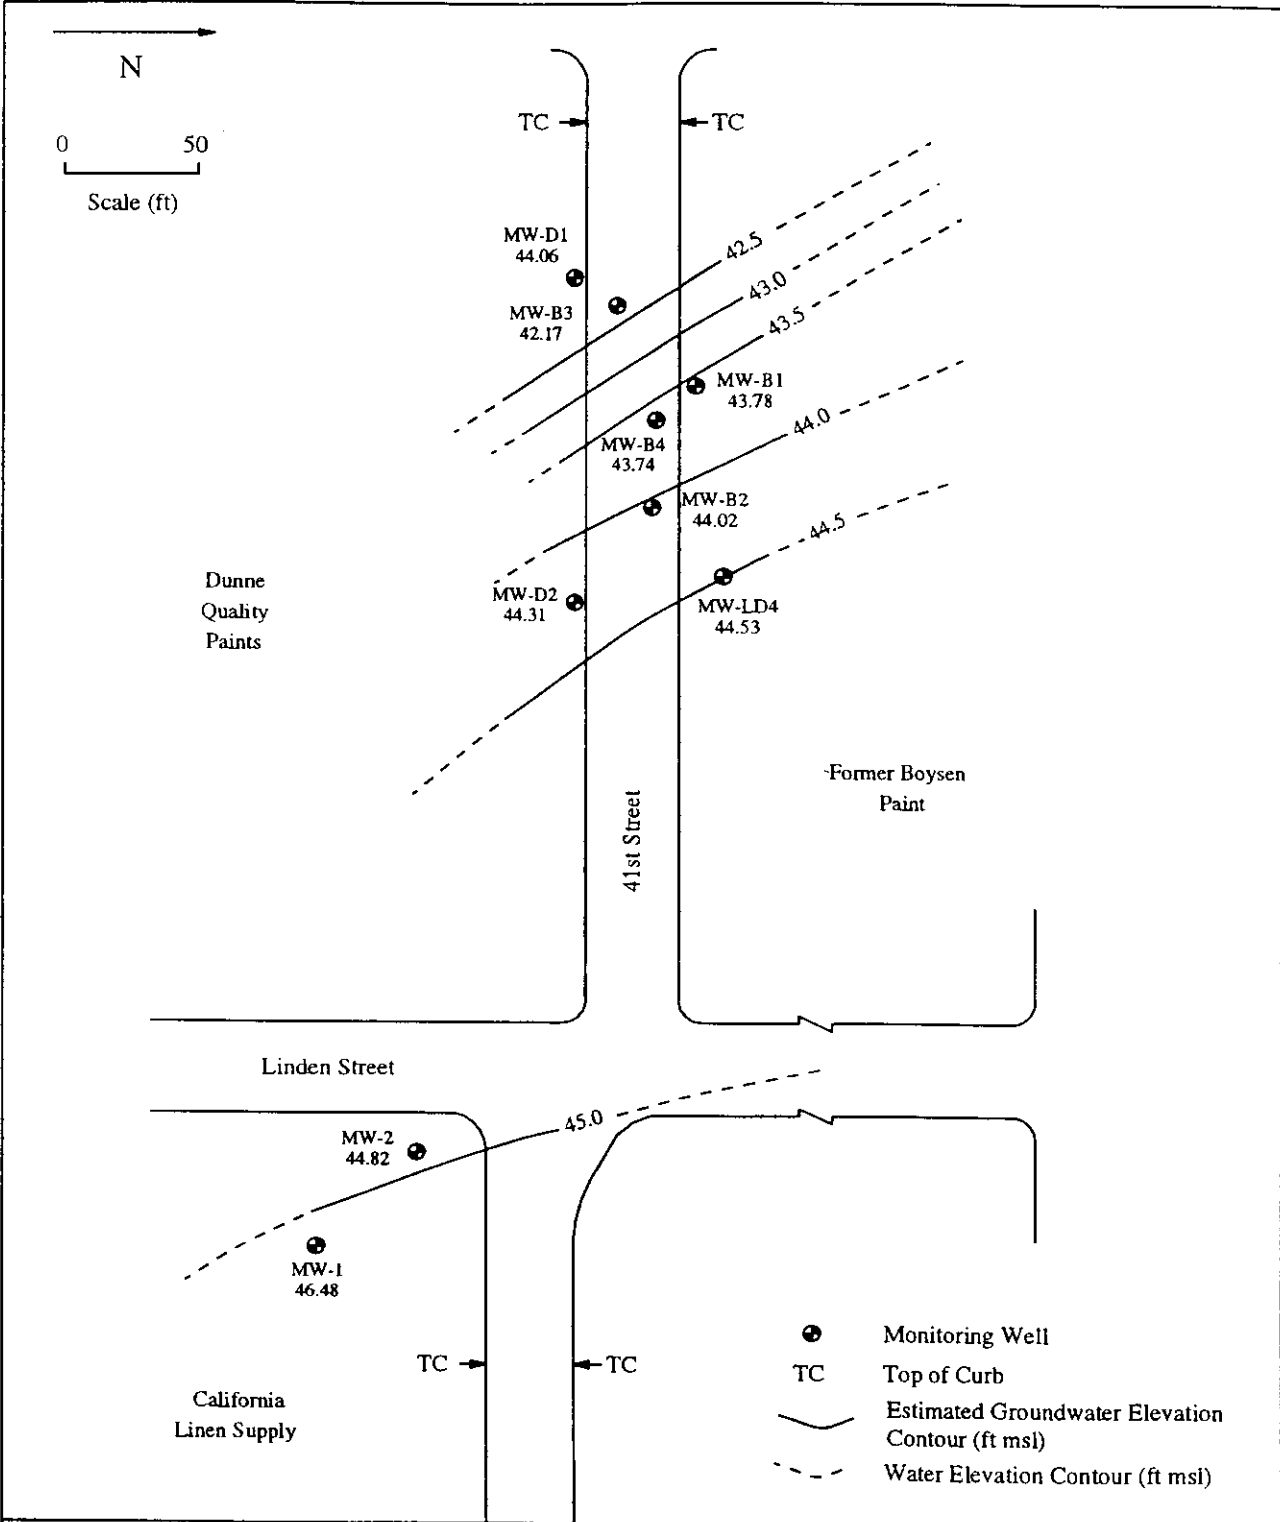 N
0 50
Scale (ft)
TC TC
MW-D1
44.06
MW-B3
42.17
42.5
43.0
43.5
MW-B1
43.78
44.0
MW-B4
43.74
MW-B2
44.02
44.5
MW-D2
44.31
MW-LD4
44.53
Dunne
Quality
Paints
Former Boysen
Paint
41st Street
Linden Street
45.0
MW-2
44.82
MW-1
46.48
TC TC
California
Linen Supply
Monitoring Well
TC Top of Curb
Estimated Groundwater Elevation
Contour (ft msl)
Water Elevation Contour (ft msl)